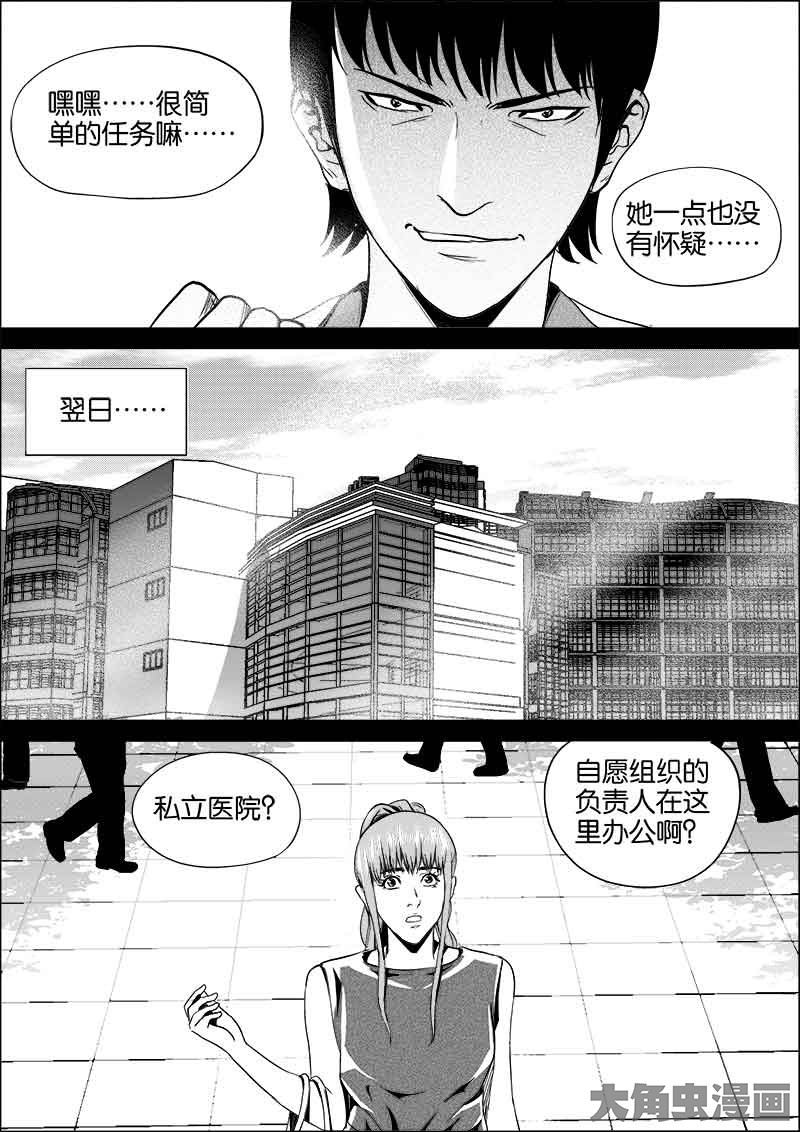 嘿嘿……很简
单的任务嘛……
她一点也没
有怀疑……
翌日……
私立医院?
自愿组织的
负责人在这
里办公啊?
大角虫漫画